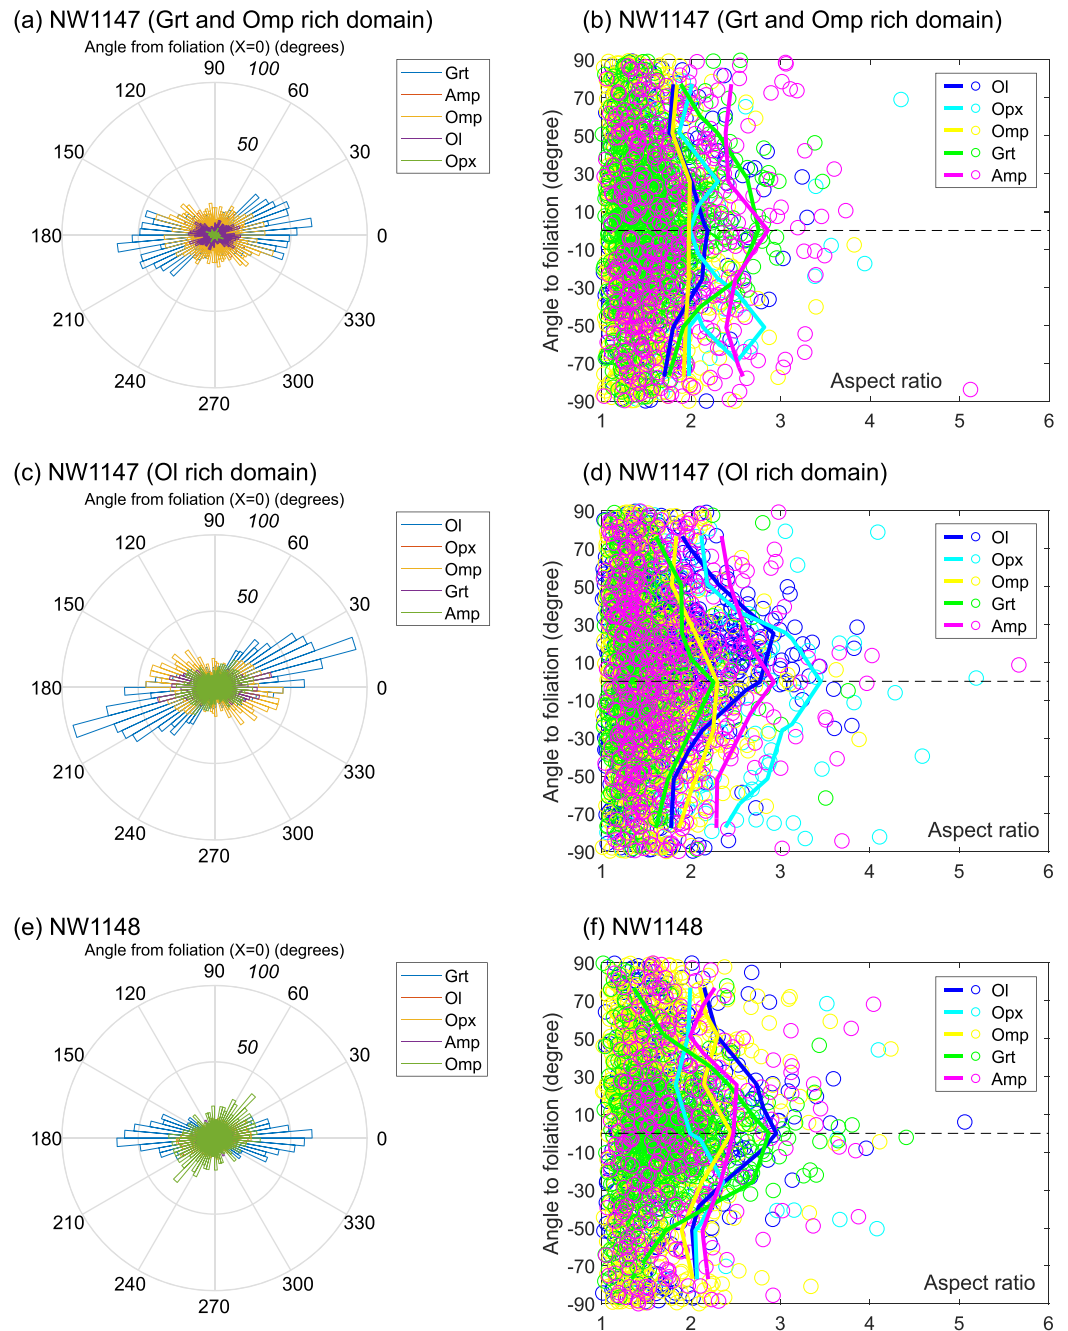 (a) NW1147 (Grt and Omp rich domain)
Angle from foliation (X=0) (degrees)
90
100
120
60
50
150
30
180
0
210
330
240
300
270
Grt
Amp
Omp
Ol
Opx
(b) NW1147 (Grt and Omp rich domain)
Angle to foliation (degree)
90
70
50
30
10
-10
-30
-50
-70
-90
Ol
Opx
Omp
Grt
Amp
Aspect ratio
1 2 3 4 5 6
(c) NW1147 (Ol rich domain)
Angle from foliation (X=0) (degrees)
90
100
120
60
50
150
30
180
0
210
330
240
300
270
Ol
Opx
Omp
Grt
Amp
(d) NW1147 (Ol rich domain)
Angle to foliation (degree)
90
70
50
30
10
-10
-30
-50
-70
-90
Ol
Opx
Omp
Grt
Amp
Aspect ratio
1 2 3 4 5 6
(e) NW1148
Angle from foliation (X=0) (degrees)
90
100
120
60
50
150
30
180
0
210
330
240
300
270
Grt
Ol
Opx
Amp
Omp
(f) NW1148
Angle to foliation (degree)
90
70
50
30
10
-10
-30
-50
-70
-90
Ol
Opx
Omp
Grt
Amp
Aspect ratio
1 2 3 4 5 6